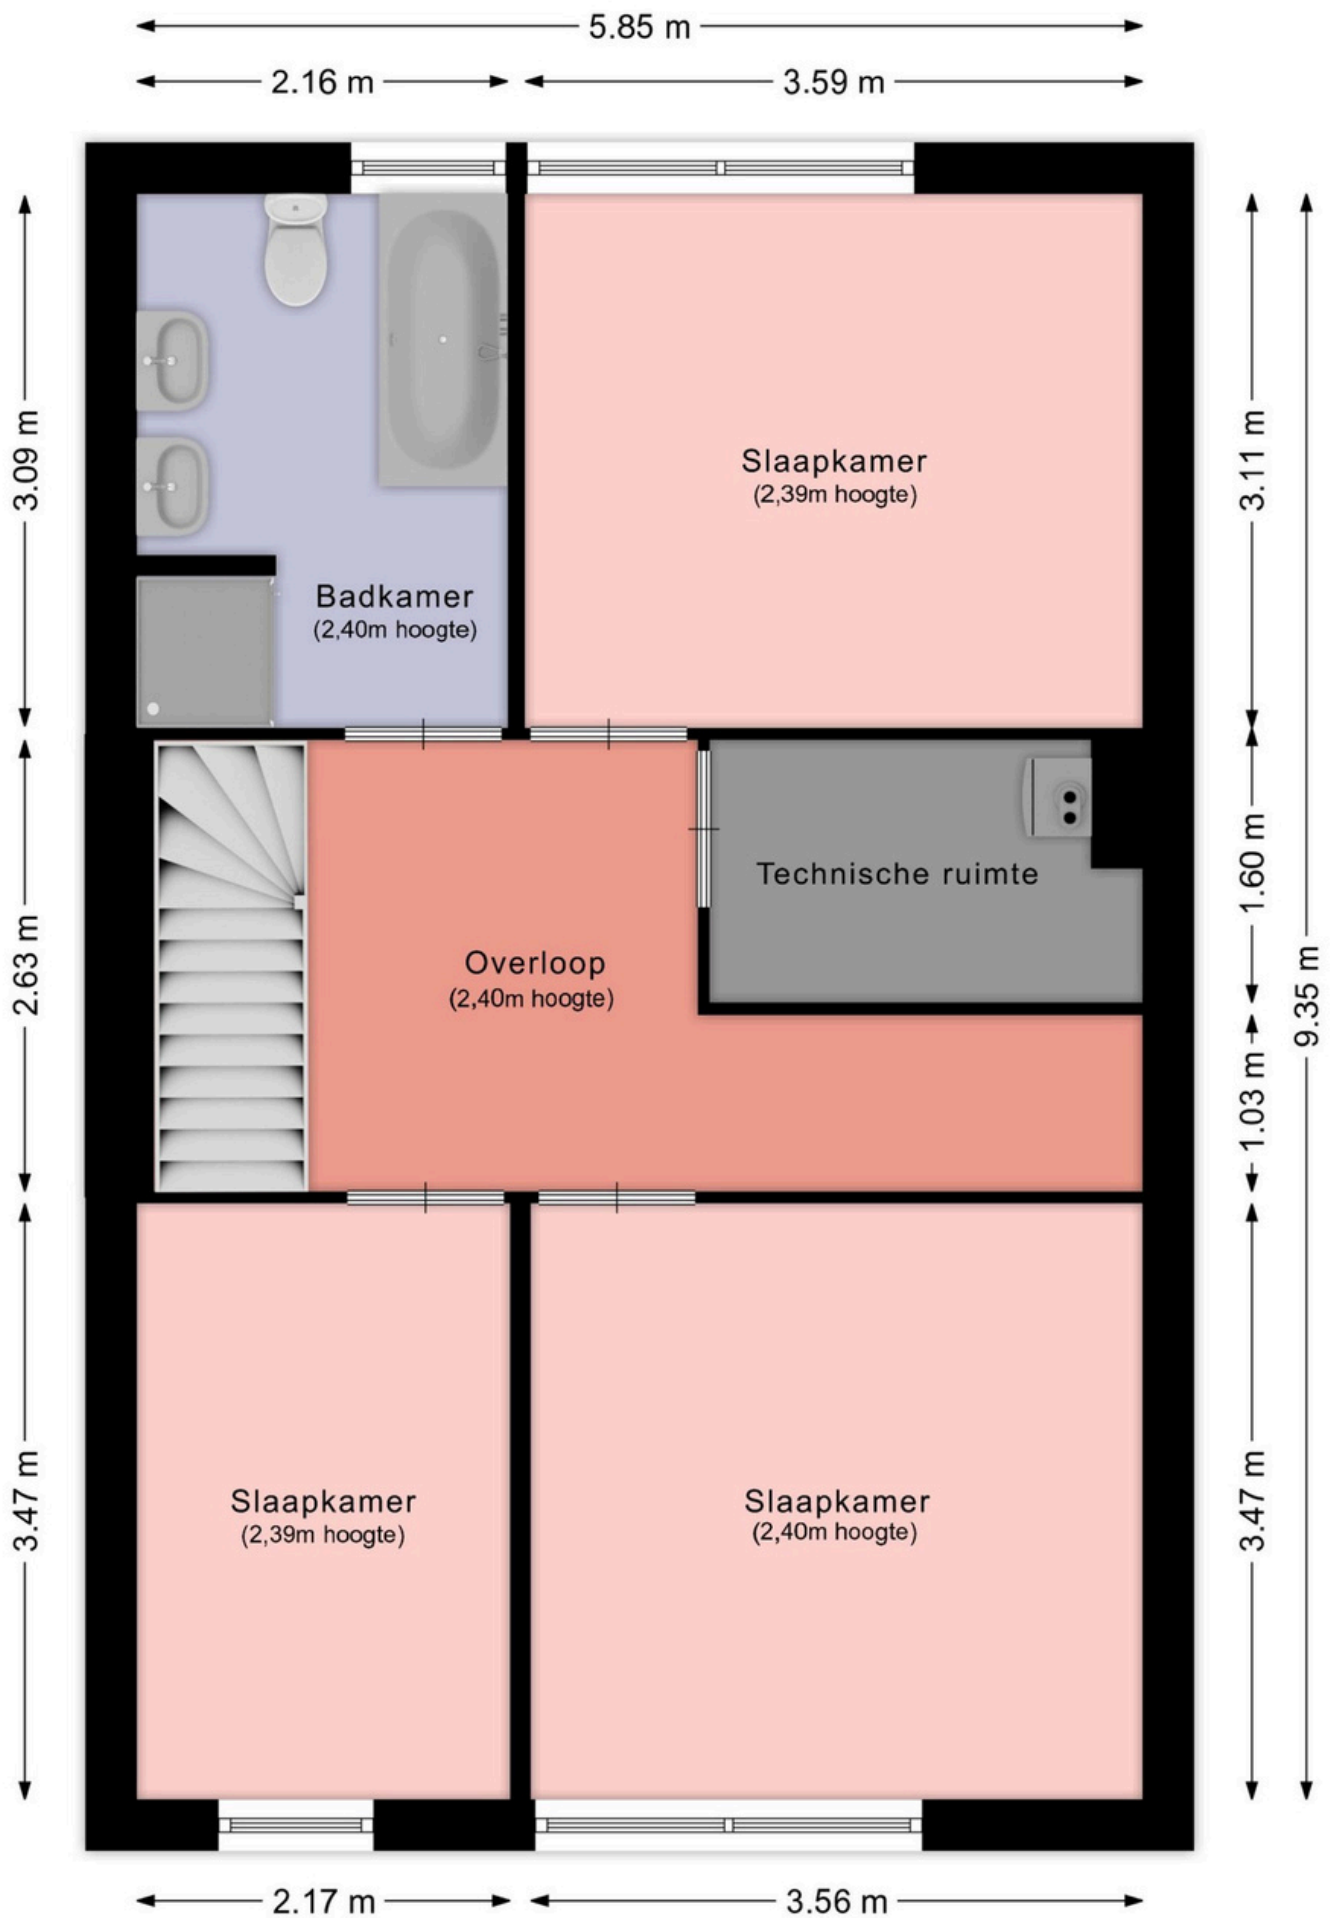 5.85 m
2.16 m
3.59 m
3.09 m
3.11 m
Slaapkamer
(2,39m hoogte)
Badkamer
(2,40m hoogte)
2.63 m
1.60 m
Technische ruimte
Overloop
(2,40m hoogte)
9.35 m
1.03 m
3.47 m
Slaapkamer
(2,39m hoogte)
Slaapkamer
(2,40m hoogte)
3.47 m
2.17 m
3.56 m